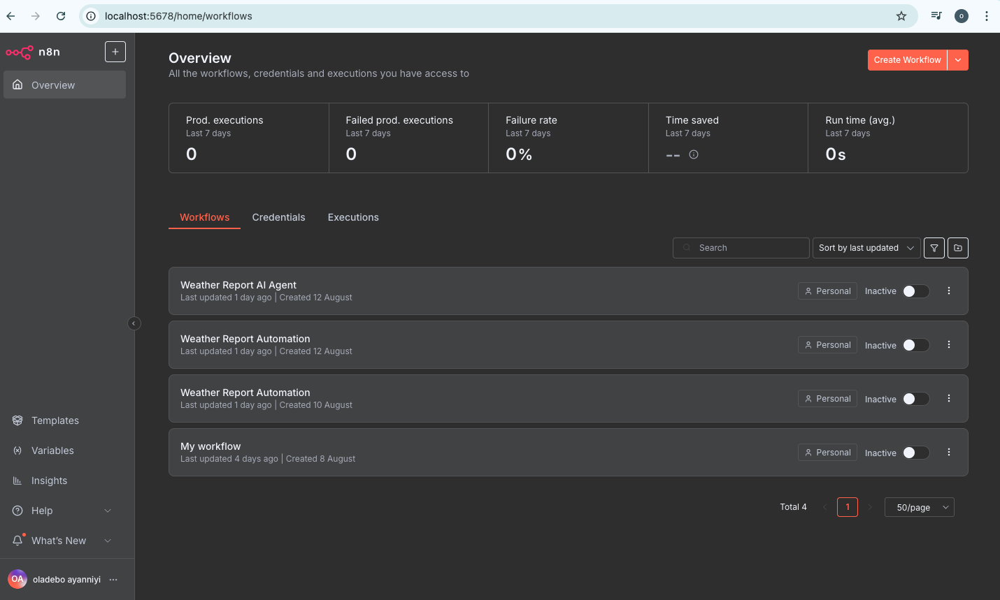 localhost:5678/home/workflows
o
n8n
Overview
Templates
Variables
Insights
Help
What's New
OA oladebo ayanniyi
Overview
All the workflows, credentials and executions you have access to
Create Workflow
Prod. executions
Last 7 days
0
Failed prod. executions
Last 7 days
0
Failure rate
Last 7 days
0%
Time saved
Last 7 days
--
Run time (avg.)
Last 7 days
0s
Workflows Credentials Executions
Search Sort by last updated
Weather Report AI Agent
Last updated 1 day ago | Created 12 August
Personal Inactive
Weather Report Automation
Last updated 1 day ago | Created 12 August
Personal Inactive
Weather Report Automation
Last updated 1 day ago | Created 10 August
Personal Inactive
My workflow
Last updated 4 days ago | Created 8 August
Personal Inactive
Total 4 1 50/page